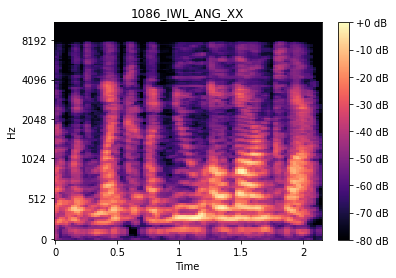 1086_IWL_ANG_XX
8192
4096
2048
1024
512
0
Hz
0
0.5
1
1.5
2
Time
+0 dB
-10 dB
-20 dB
-30 dB
-40 dB
-50 dB
-60 dB
-70 dB
-80 dB